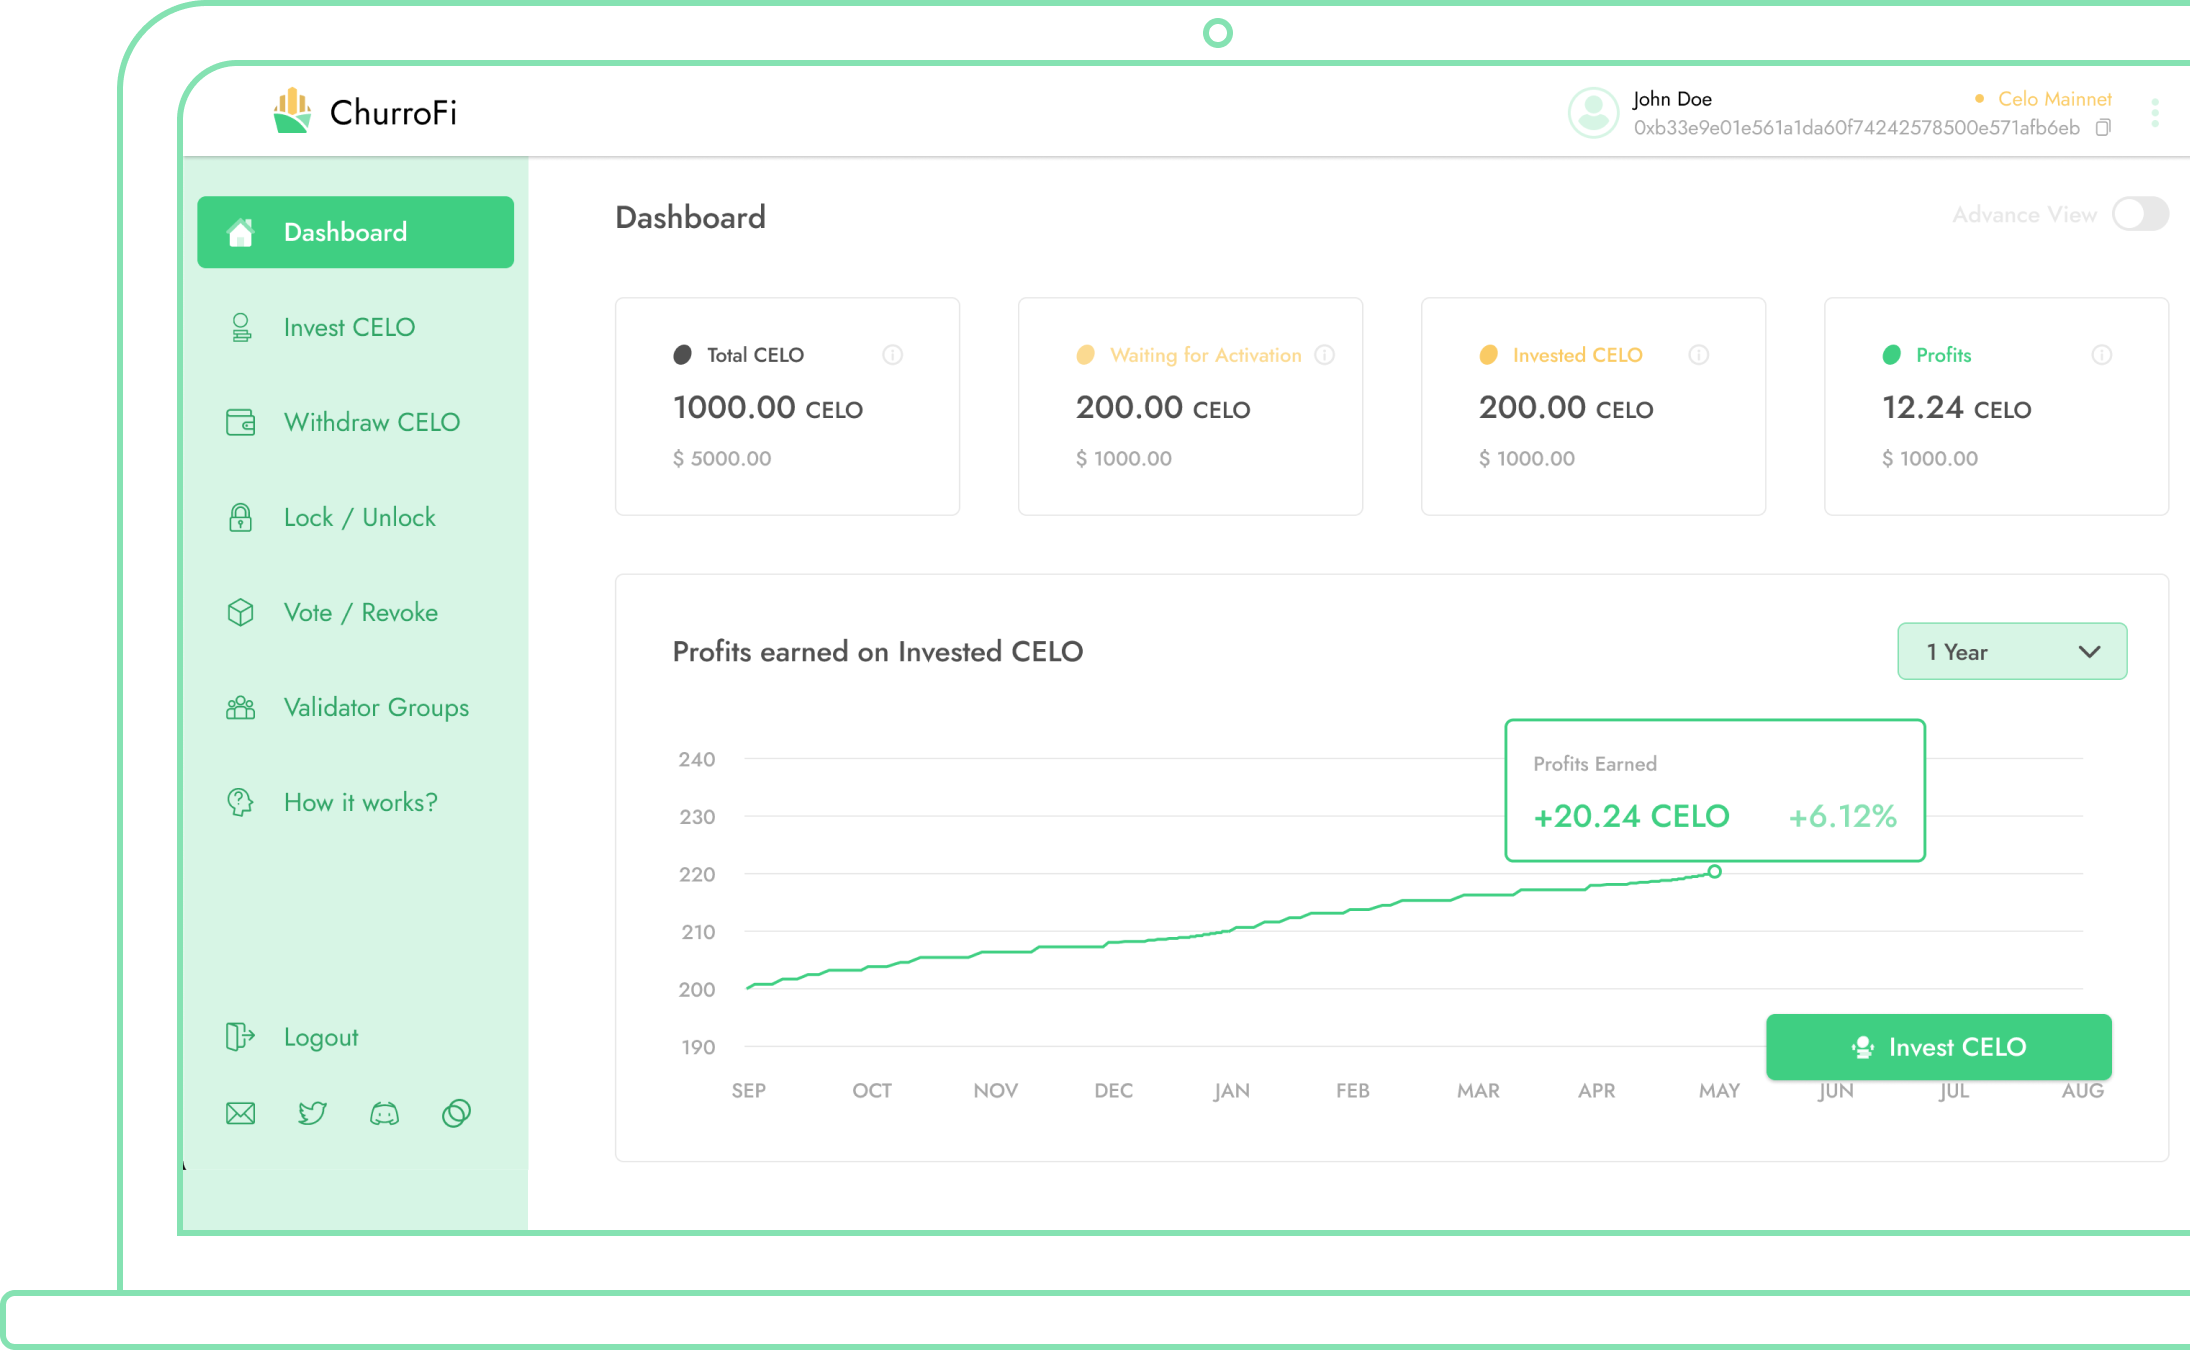 ChurroFi
John Doe
Celo Mainnet
0xb33e9e01e561a1da60f74242578500e571afb6eb
Dashboard
Invest CELO
Withdraw CELO
Lock / Unlock
Vote / Revoke
Validator Groups
How it works?
Logout
Dashboard
Advance View
Total CELO
1000.00 CELO
$ 5000.00
Waiting for Activation
200.00 CELO
$ 1000.00
Invested CELO
200.00 CELO
$ 1000.00
Profits
12.24 CELO
$ 1000.00
Profits earned on Invested CELO
1 Year
Profits Earned
+20.24 CELO +6.12%
240
230
220
210
200
190
SEP OCT NOV DEC JAN FEB MAR APR MAY JUN JUL AUG
Invest CELO